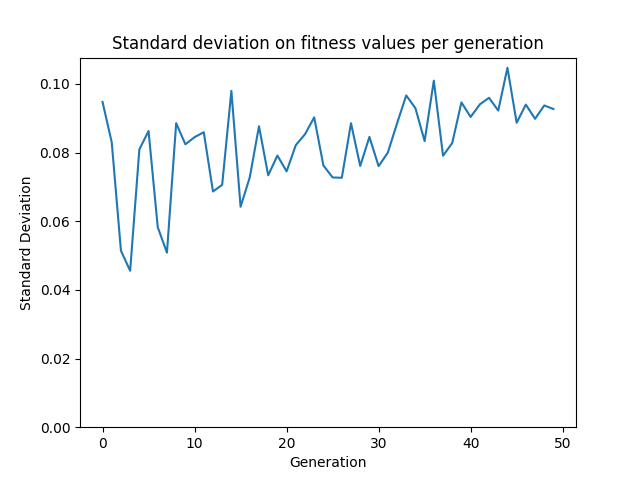 Standard deviation on fitness values per generation
Standard Deviation
0.10
0.08
0.06
0.04
0.02
0.00
0 10 20 30 40 50
Generation